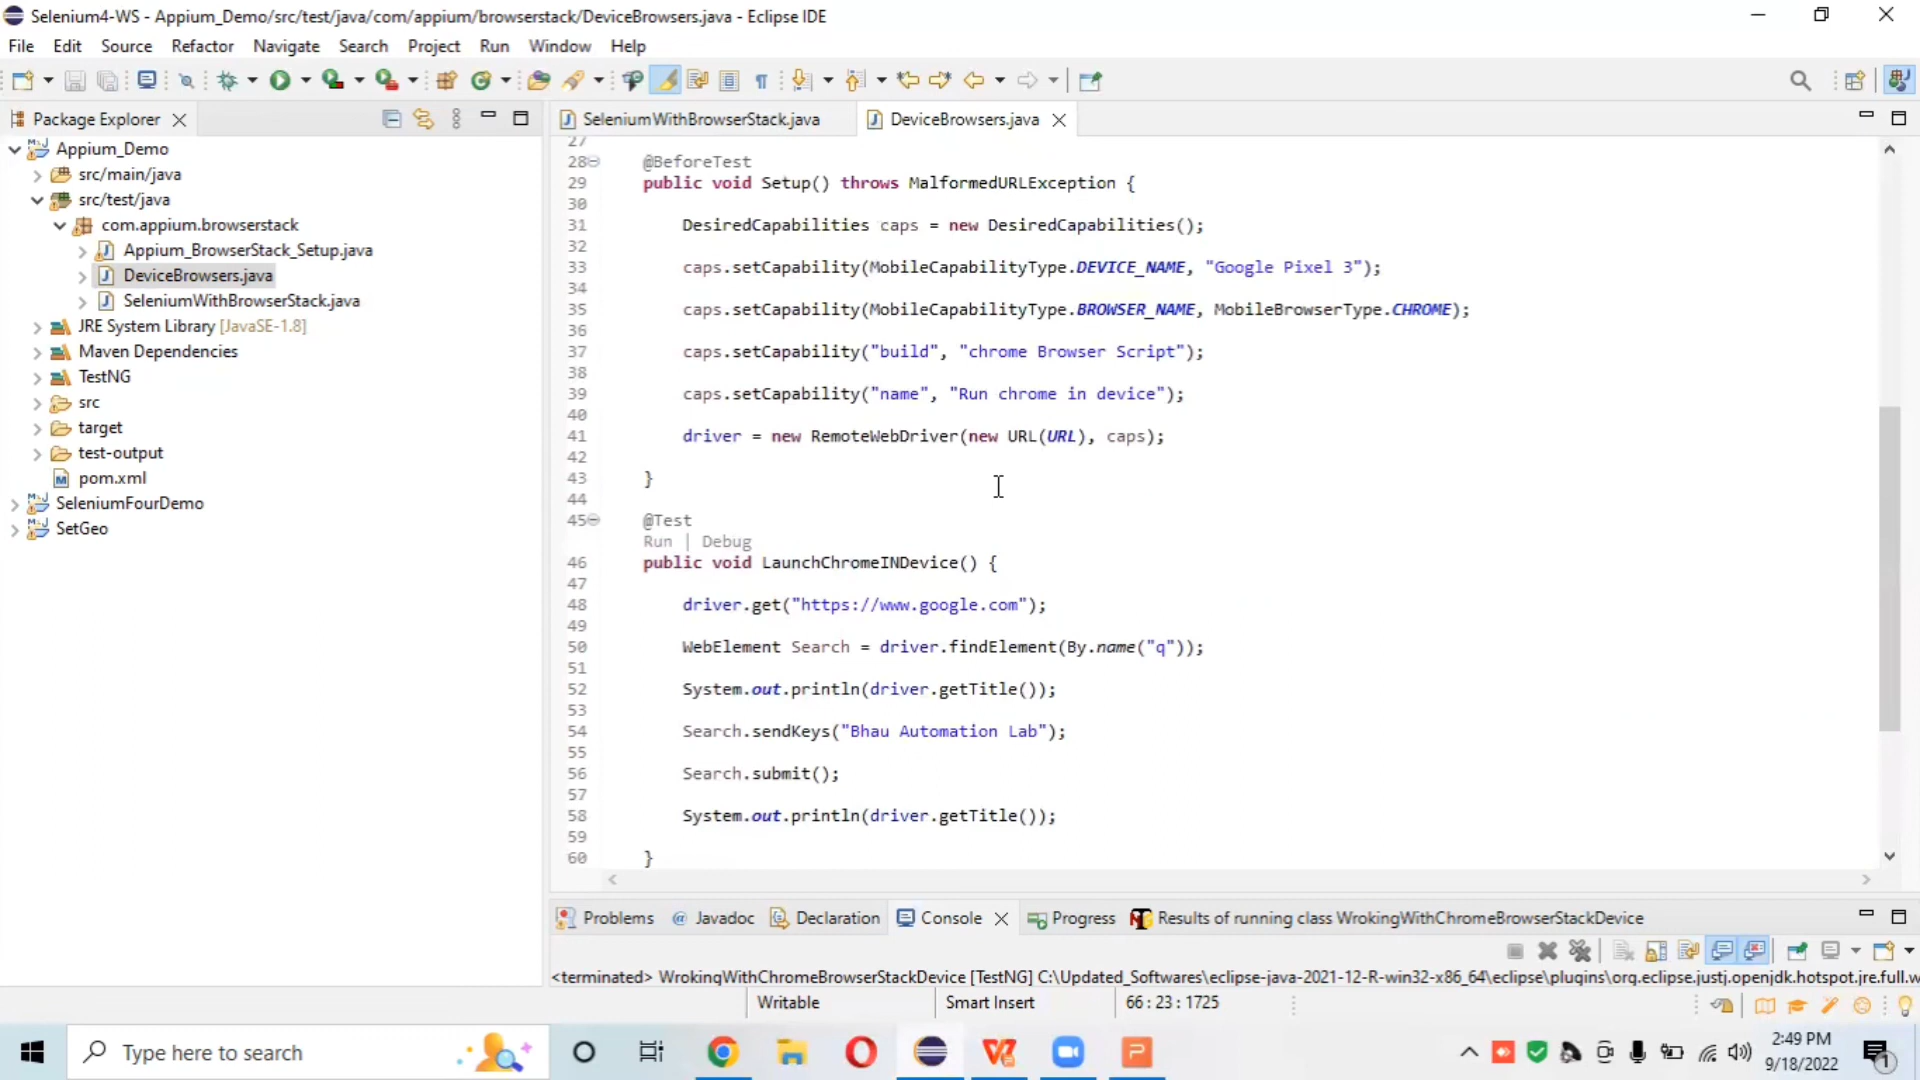 Selenium4-WS - Appium_Demo/src/test/java/com/appium/browserstack/DeviceBrowsers.java - Eclipse IDE
File Edit Source Refactor Navigate Search Project Run Window Help
Package Explorer
Appium_Demo
src/main/java
src/test/java
com.appium.browserstack
Appium_BrowserStack_Setup.java
DeviceBrowsers.java
SeleniumWithBrowserStack.java
JRE System Library [JavaSE-1.8]
Maven Dependencies
TestNG
src
target
test-output
pom.xml
SeleniumFourDemo
SetGeo
SeleniumWithBrowserStack.java DeviceBrowsers.java
27
28 @BeforeTest
29 public void Setup() throws MalformedURLException {
30
31 DesiredCapabilities caps = new DesiredCapabilities();
32
33 caps.setCapability(MobileCapabilityType.DEVICE_NAME, "Google Pixel 3");
34
35 caps.setCapability(MobileCapabilityType.BROWSER_NAME, MobileBrowserType.CHROME);
36
37 caps.setCapability("build", "chrome Browser Script");
38
39 caps.setCapability("name", "Run chrome in device");
40
41 driver = new RemoteWebDriver(new URL(URL), caps);
42
43 }
44
45 @Test
Run | Debug
46 public void LaunchChromeINDevice() {
47
48 driver.get("https://www.google.com");
49
50 WebElement Search = driver.findElement(By.name("q"));
51
52 System.out.println(driver.getTitle());
53
54 Search.sendKeys("Bhau Automation Lab");
55
56 Search.submit();
57
58 System.out.println(driver.getTitle());
59
60 }
Problems @ Javadoc Declaration Console Progress Results of running class WrokingWithChromeBrowserStackDevice
<terminated> WrokingWithChromeBrowserStackDevice [TestNG] C:\Updated_Softwares\eclipse-java-2021-12-R-win32-x86_64\eclipse\plugins\org.eclipse.justj.openjdk.hotspot.jre.full.w
Writable Smart Insert 66 : 23 : 1725
Type here to search
2:49 PM
9/18/2022
1